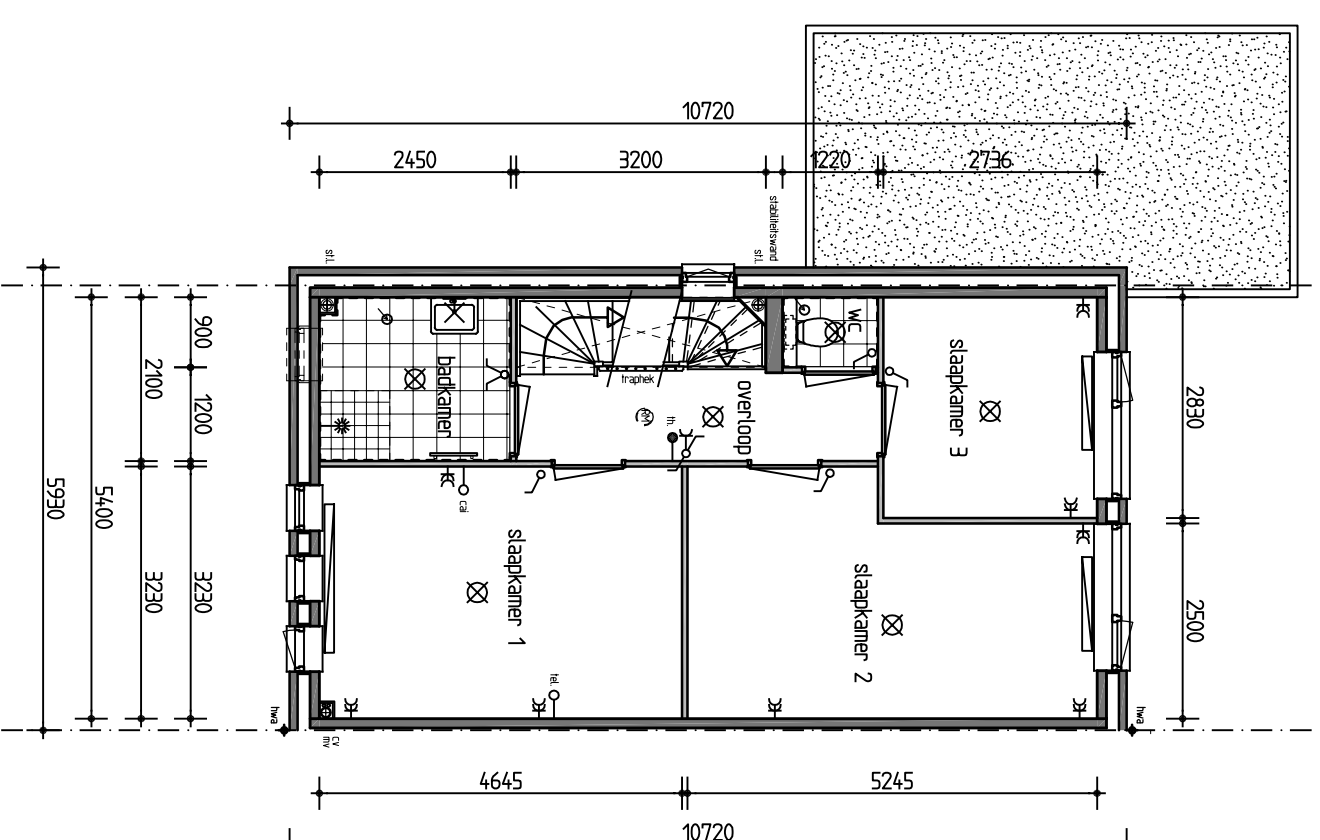 10720
2450
3200
1220
2736
stabiliteitswand
st.l.
st.l.
900
2100
1200
5930
5400
3230
3230
badkamer
traphek
overloop
WC
th.
RM
slaapkamer 3
2830
2500
cai
slaapkamer 1
slaapkamer 2
tel.
hwa
hwa
cv
mv
4645
5245
10720